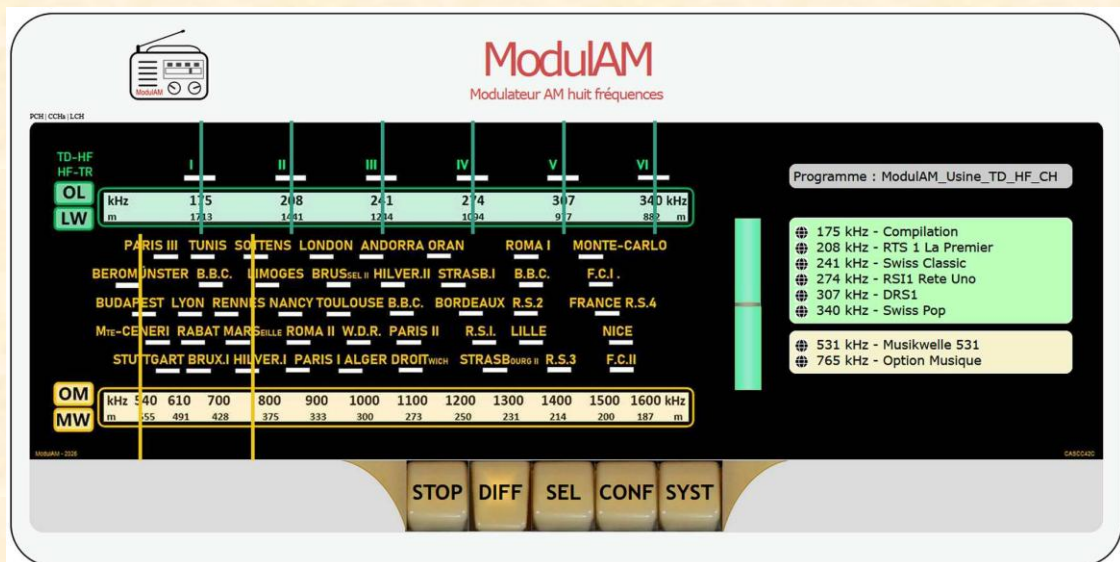 ModulAM
ModulAM
Modulateur AM huit fréquences
PCH | CCHs | LCH
TD-HF
HF-TR
I II III IV V VI
OL
kHz 175 208 241 274 307 340 kHz
LW
m 1713 1441 1244 1094 977 882 m
PARIS III TUNIS SOTTENS LONDON ANDORRA ORAN ROMA I MONTE-CARLO
BEROMÜNSTER B.B.C. LIMOGES BRUSSEL II HILVER.II STRASB.I B.B.C. F.C.I .
BUDAPEST LYON RENNES NANCY TOULOUSE B.B.C. BORDEAUX R.S.2 FRANCE R.S.4
MTE-CENERI RABAT MARSEILLE ROMA II W.D.R. PARIS II R.S.I. LILLE NICE
STUTTGART BRUX.I HILVER.I PARIS I ALGER DROITWICH STRASBOURG II R.S.3 F.C.II
OM
kHz 540 610 700 800 900 1000 1100 1200 1300 1400 1500 1600 kHz
MW
m 555 491 428 375 333 300 273 250 231 214 200 187 m
ModulAM - 2026
Programme : ModulAM_Usine_TD_HF_CH
175 kHz - Compilation
208 kHz - RTS 1 La Premier
241 kHz - Swiss Classic
274 kHz - RSI1 Rete Uno
307 kHz - DRS1
340 kHz - Swiss Pop
531 kHz - Musikwelle 531
765 kHz - Option Musique
STOP DIFF SEL CONF SYST